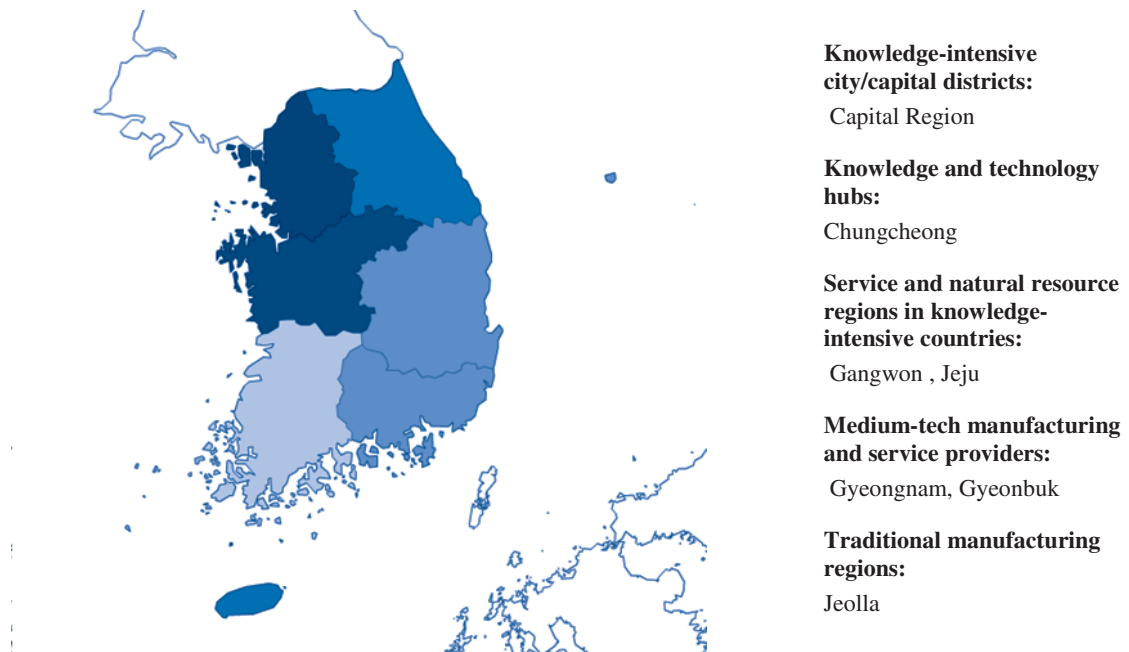 Knowledge-intensive
city/capital districts:
Capital Region
Knowledge and technology
hubs:
Chungcheong
Service and natural resource
regions in knowledge-
intensive countries:
Gangwon , Jeju
Medium-tech manufacturing
and service providers:
Gyeongnam, Gyeonbuk
Traditional manufacturing
regions:
Jeolla